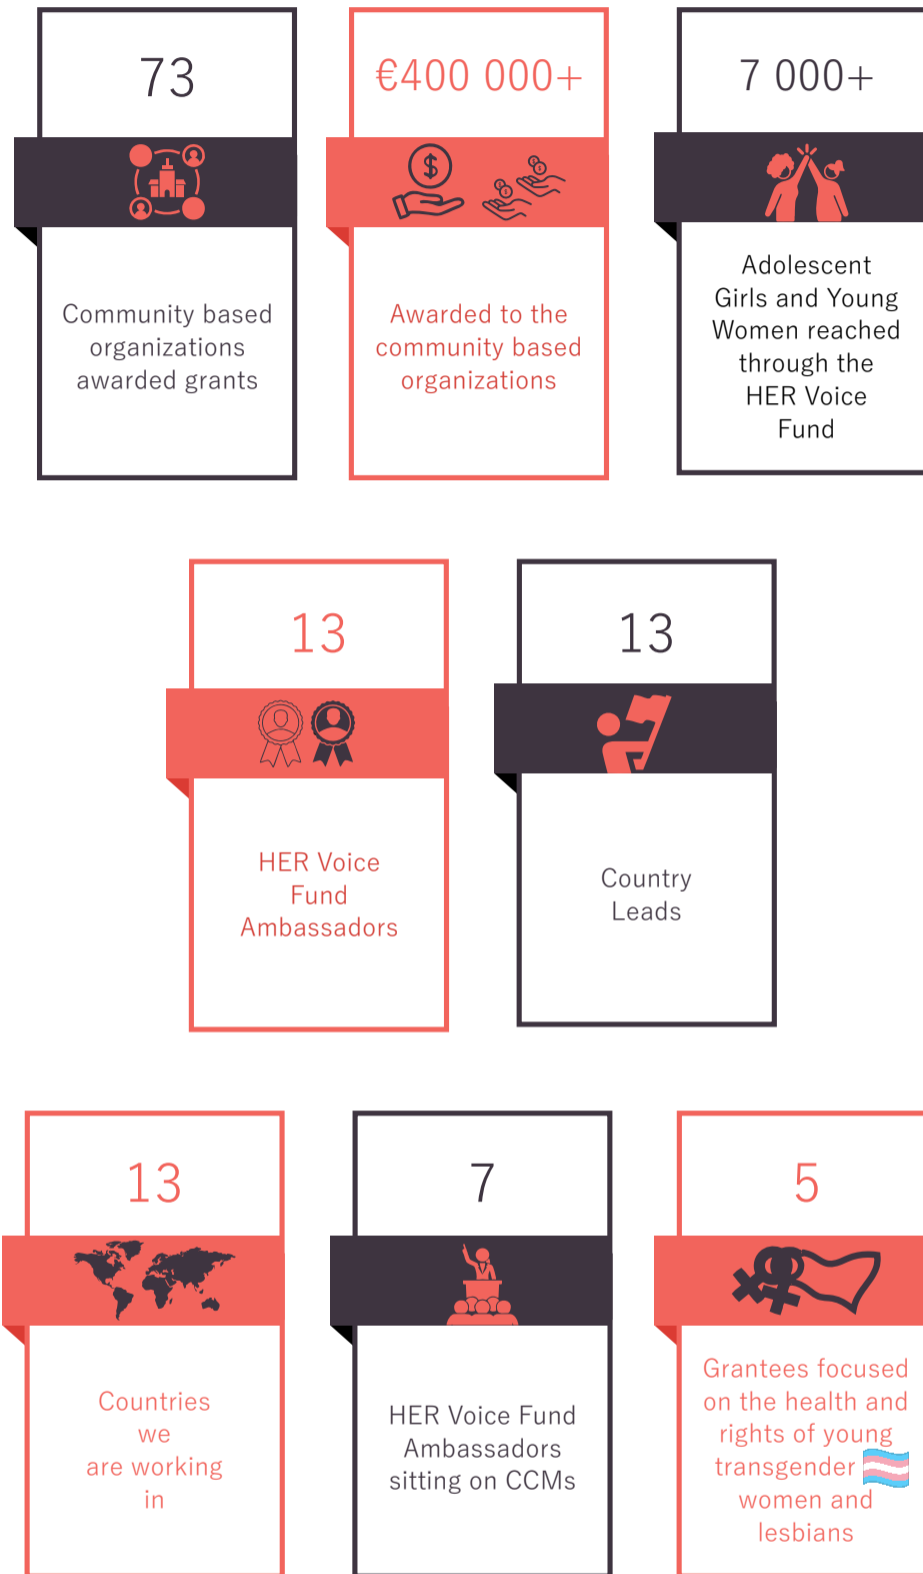 73
Community based
organizations
awarded grants
€400 000+
$
Awarded to the
community based
organizations
7 000+
Adolescent
Girls and Young
Women reached
through the
HER Voice
Fund
13
HER Voice
Fund
Ambassadors
13
Country
Leads
13
Countries
we
are working
in
7
HER Voice Fund
Ambassadors
sitting on CCMs
5
Grantees focused
on the health and
rights of young
transgender
women and
lesbians